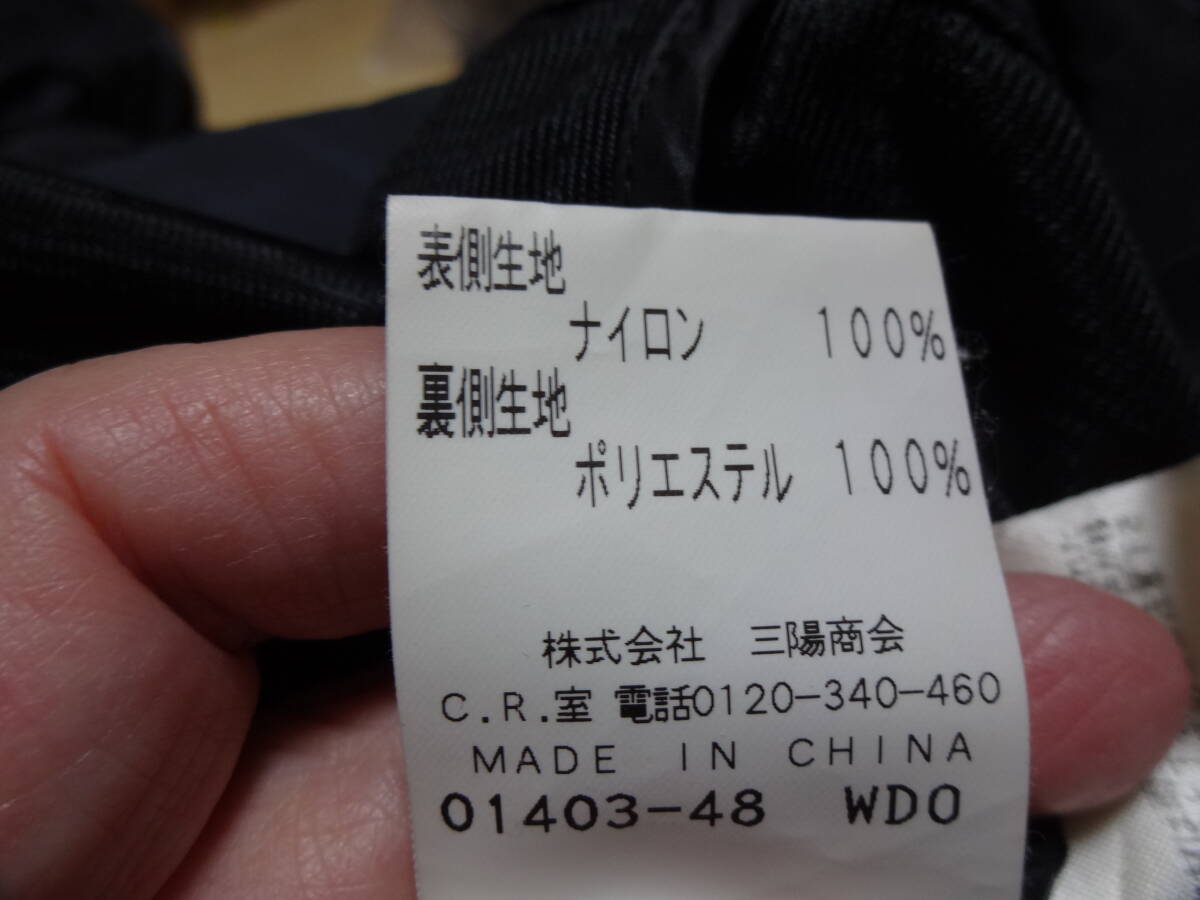 表側生地
ナイロン 100%
裏側生地
ポリエステル 100%
株式会社 三陽商会
C.R.室 電話0120-340-460
MADE IN CHINA
01403-48 WDO